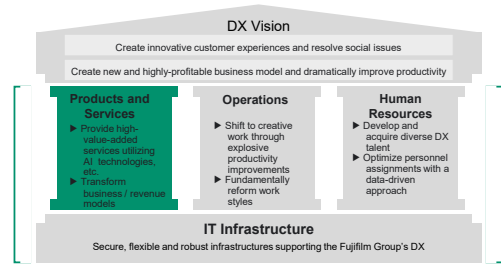 DX Vision
Create innovative customer experiences and resolve social issues
Create new and highly-profitable business model and dramatically improve productivity
Products and
Services
▶ Provide high-
value-added
services utilizing
AI technologies,
etc.
▶ Transform
business / revenue
models
Operations
▶ Shift to creative
work through
explosive
productivity
improvements
▶ Fundamentally
reform work
styles
Human
Resources
▶ Develop and
acquire diverse DX
talent
▶ Optimize personnel
assignments with a
data-driven
approach
IT Infrastructure
Secure, flexible and robust infrastructures supporting the Fujifilm Group's DX